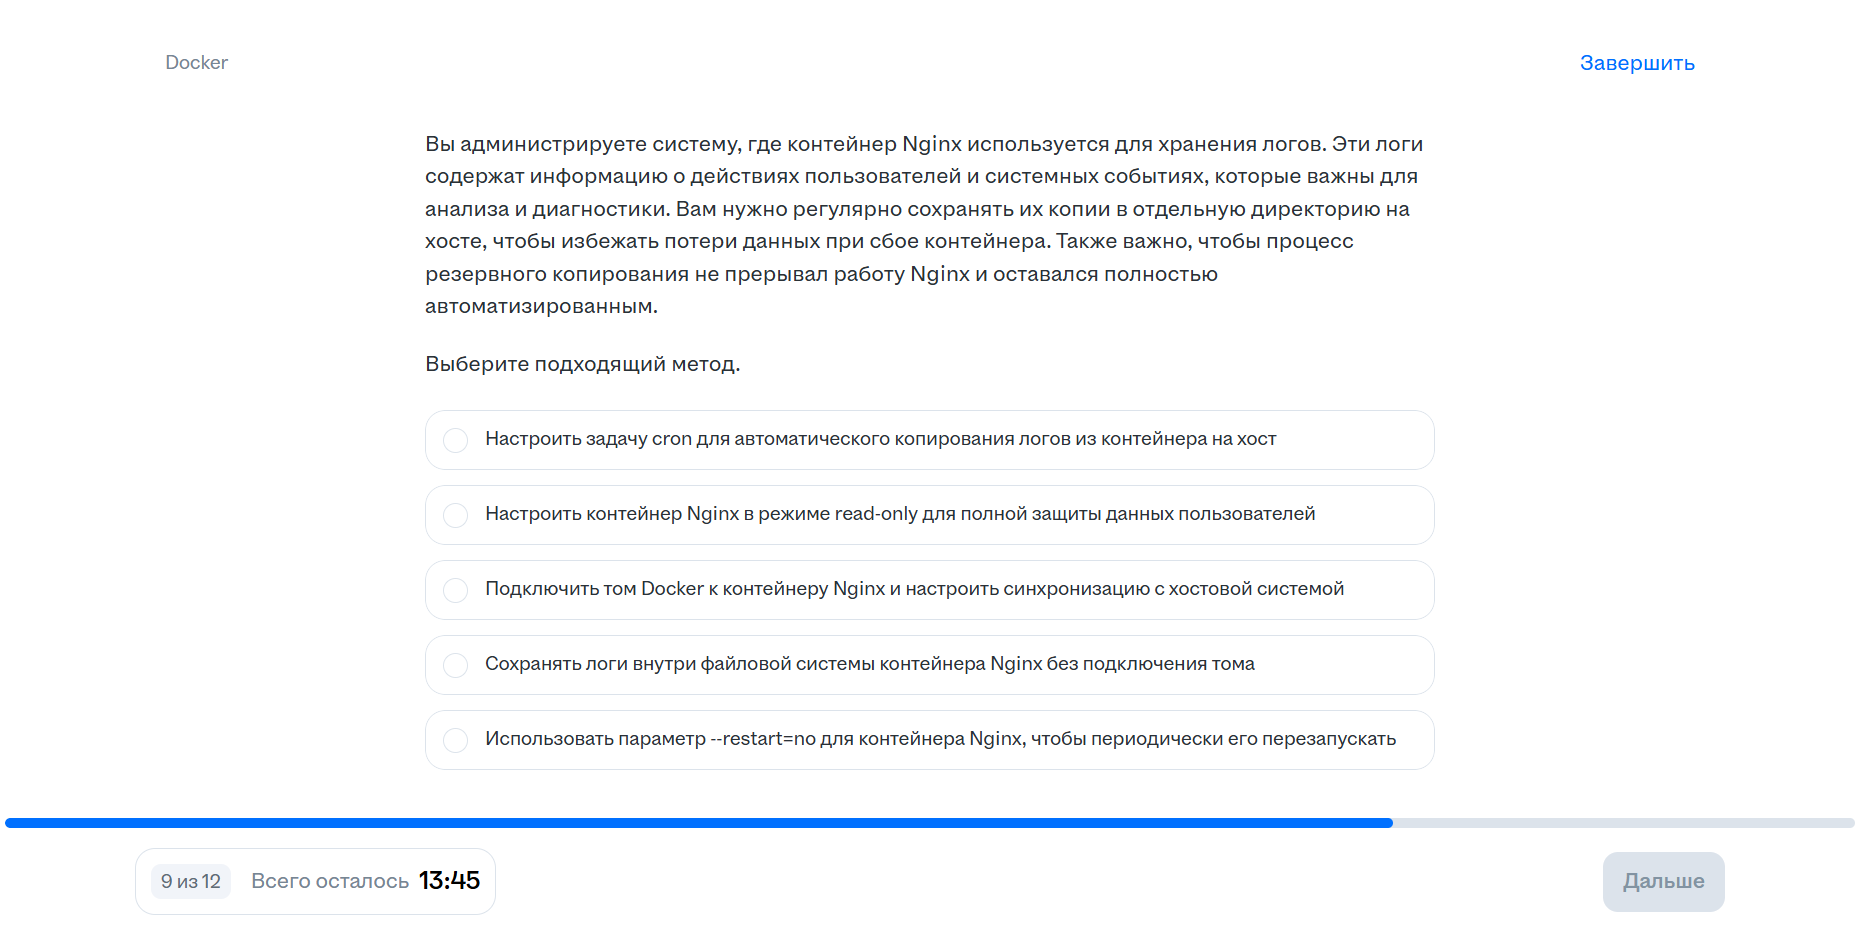 Docker
Завершить
Вы администрируете систему, где контейнер Nginx используется для хранения логов. Эти логи
содержат информацию о действиях пользователей и системных событиях, которые важны для
анализа и диагностики. Вам нужно регулярно сохранять их копии в отдельную директорию на
хосте, чтобы избежать потери данных при сбое контейнера. Также важно, чтобы процесс
резервного копирования не прерывал работу Nginx и оставался полностью
автоматизированным.
Выберите подходящий метод.
Настроить задачу cron для автоматического копирования логов из контейнера на хост
Настроить контейнер Nginx в режиме read-only для полной защиты данных пользователей
Подключить том Docker к контейнеру Nginx и настроить синхронизацию с хостовой системой
Сохранять логи внутри файловой системы контейнера Nginx без подключения тома
Использовать параметр --restart=no для контейнера Nginx, чтобы периодически его перезапускать
9 из 12
Всего осталось 13:45
Дальше